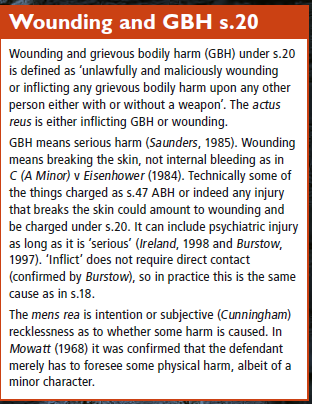 Wounding and GBH s.20
Wounding and grievous bodily harm (GBH) under s.20
is defined as ‘unlawfully and maliciously wounding
or inflicting any grievous bodily harm upon any other
person either with or without a weapon’. The actus
reus is either inflicting GBH or wounding.
GBH means serious harm (Saunders, 1985). Wounding
means breaking the skin, not internal bleeding as in
C (A Minor) v Eisenhower (1984). Technically some of
the things charged as s.47 ABH or indeed any injury
that breaks the skin could amount to wounding and
be charged under s.20. It can include psychiatric injury
as long as it is ‘serious’ (Ireland, 1998 and Burstow,
1997). ‘Inflict’ does not require direct contact
(confirmed by Burstow), so in practice this is the same
cause as in s.18.
The mens rea is intention or subjective (Cunningham)
recklessness as to whether some harm is caused. In
Mowatt (1968) it was confirmed that the defendant
merely has to foresee some physical harm, albeit of a
minor character.